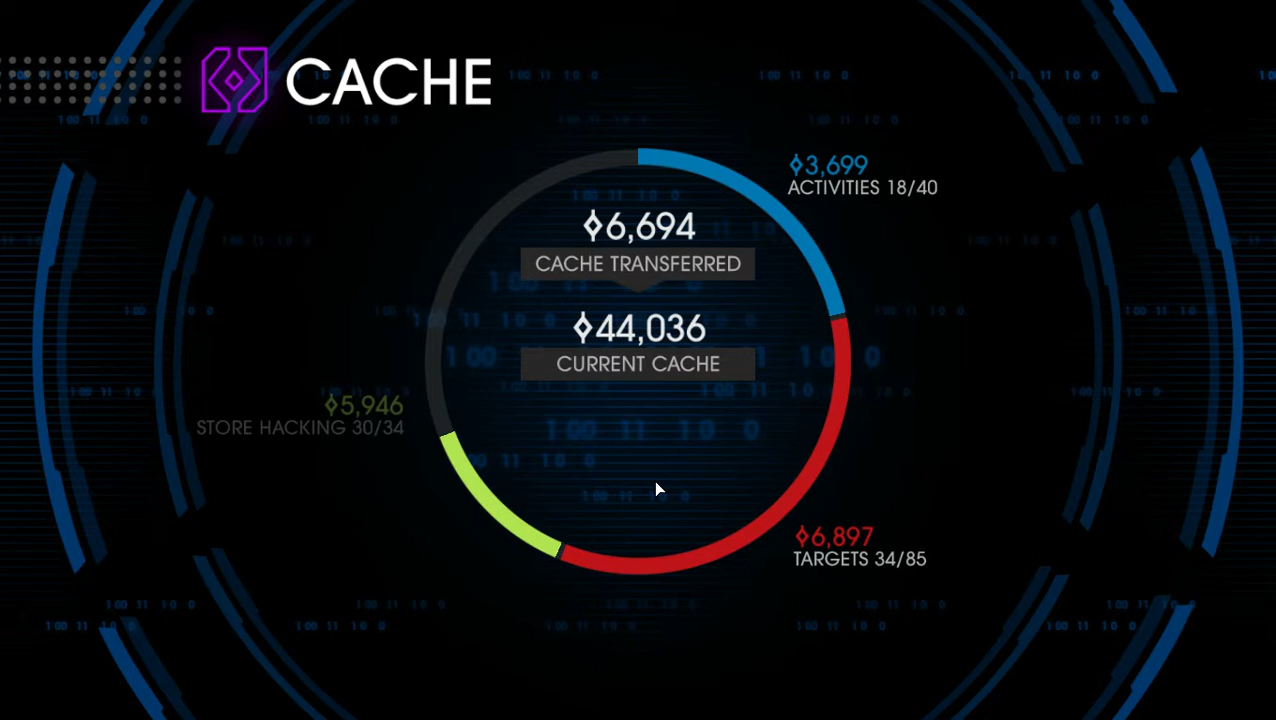 CACHE
3,699
ACTIVITIES 18/40
6,694
CACHE TRANSFERRED
44,036
CURRENT CACHE
5,946
STORE HACKING 30/34
6,897
TARGETS 34/85